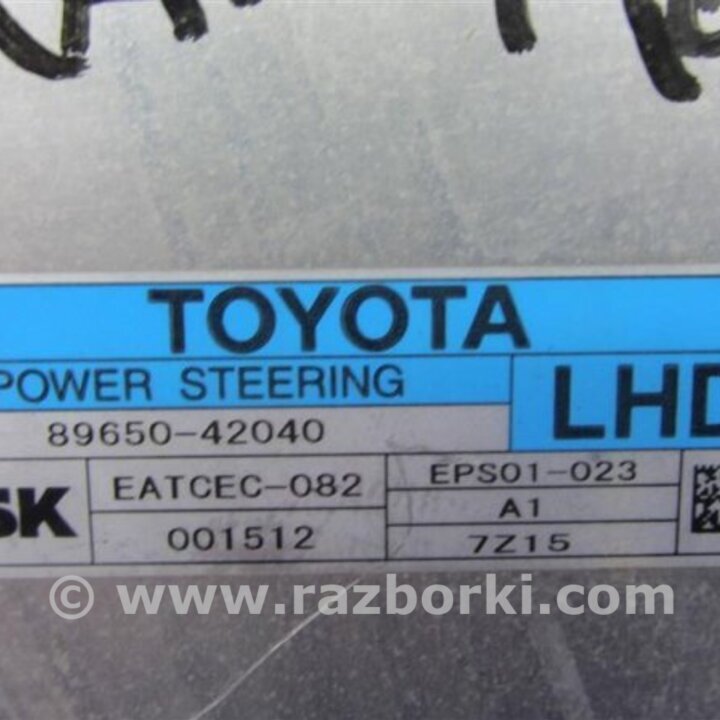 TOYOTA
POWER STEERING
LHD
89650-42040
SK
EATCEC-082
EPS01-023
A1
001512
7Z15
© www.razborki.com